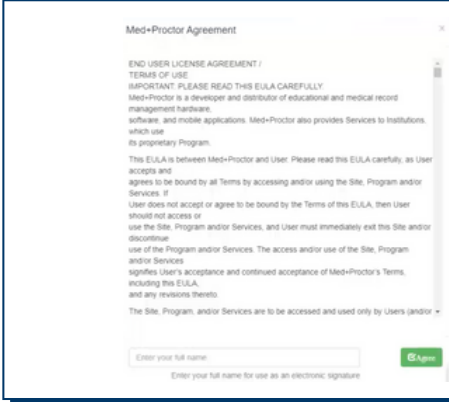 Med+Proctor Agreement
×
END USER LICENSE AGREEMENT /
TERMS OF USE
IMPORTANT: PLEASE READ THIS EULA CAREFULLY.
Med+Proctor is a developer and distributor of educational and medical record
management hardware,
software, and mobile applications. Med+Proctor also provides Services to Institutions,
which use
its proprietary Program.
This EULA is between Med+Proctor and User. Please read this EULA carefully, as User
accepts and
agrees to be bound by all Terms by accessing and/or using the Site, Program and/or
Services. If
User does not accept or agree to be bound by the Terms of this EULA, then User
should not access or
use the Site, Program and/or Services, and User must immediately exit this Site and/or
discontinue
use of the Program and/or Services. The access and/or use of the Site, Program
and/or Services
signifies User's acceptance and continued acceptance of Med+Proctor's Terms,
including this EULA,
and any revisions thereto.
The Site, Program, and/or Services are to be accessed and used only by Users (and/or
Enter your full name
Agree
Enter your full name for use as an electronic signature